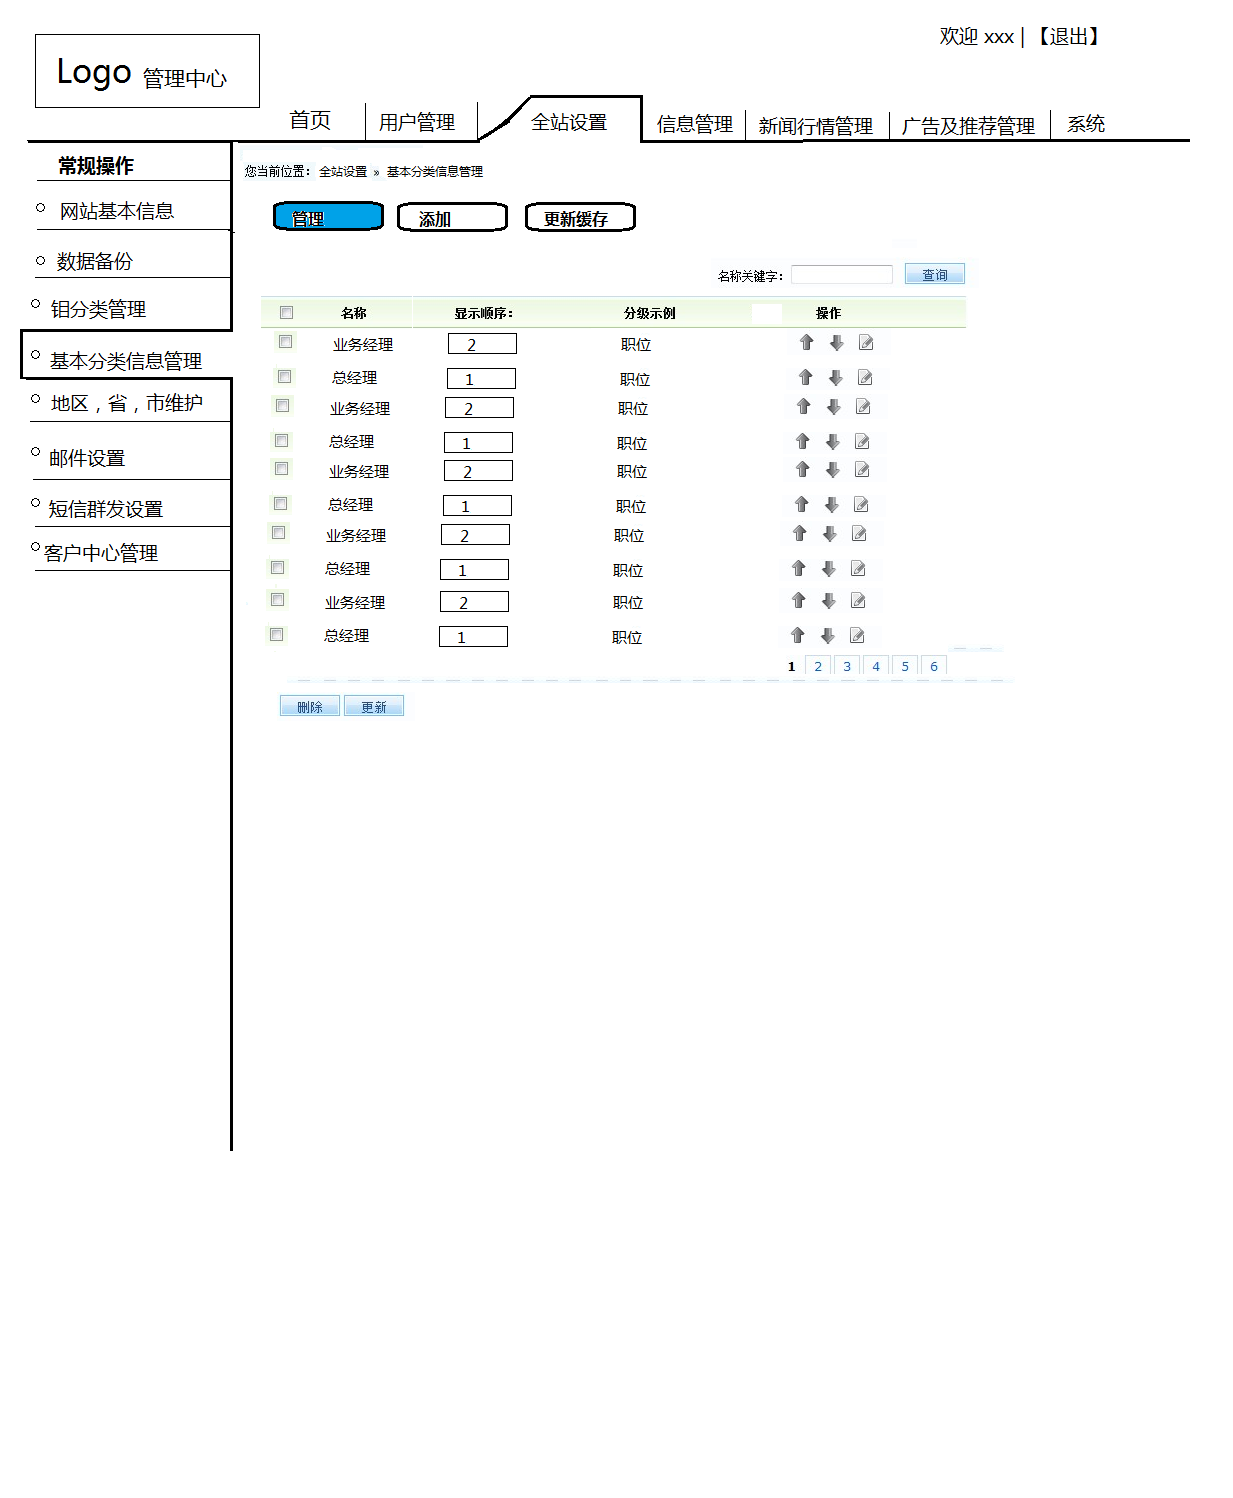 欢迎 xxx | 【退出】
Logo 管理中心
首页 用户管理 全站设置 信息管理 新闻行情管理 广告及推荐管理 系统
常规操作
网站基本信息
数据备份
钼分类管理
基本分类信息管理
地区，省，市维护
邮件设置
短信群发设置
客户中心管理
您当前位置： 全站设置 » 基本分类信息管理
管理 添加 更新缓存
名称关键字： 查询
名称 显示顺序： 分级示例 操作
业务经理 2 职位
总经理 1 职位
业务经理 2 职位
总经理 1 职位
业务经理 2 职位
总经理 1 职位
业务经理 2 职位
总经理 1 职位
业务经理 2 职位
总经理 1 职位
1 2 3 4 5 6
删除 更新